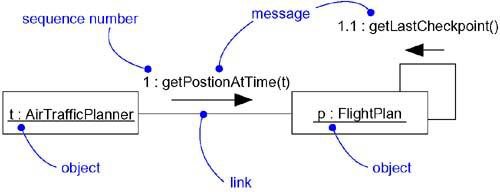 message
sequence number
1.1 : getLastCheckpoint()
1 : getPostionAtTime(t)
t : AirTrafficPlanner
p : FlightPlan
object
link
object